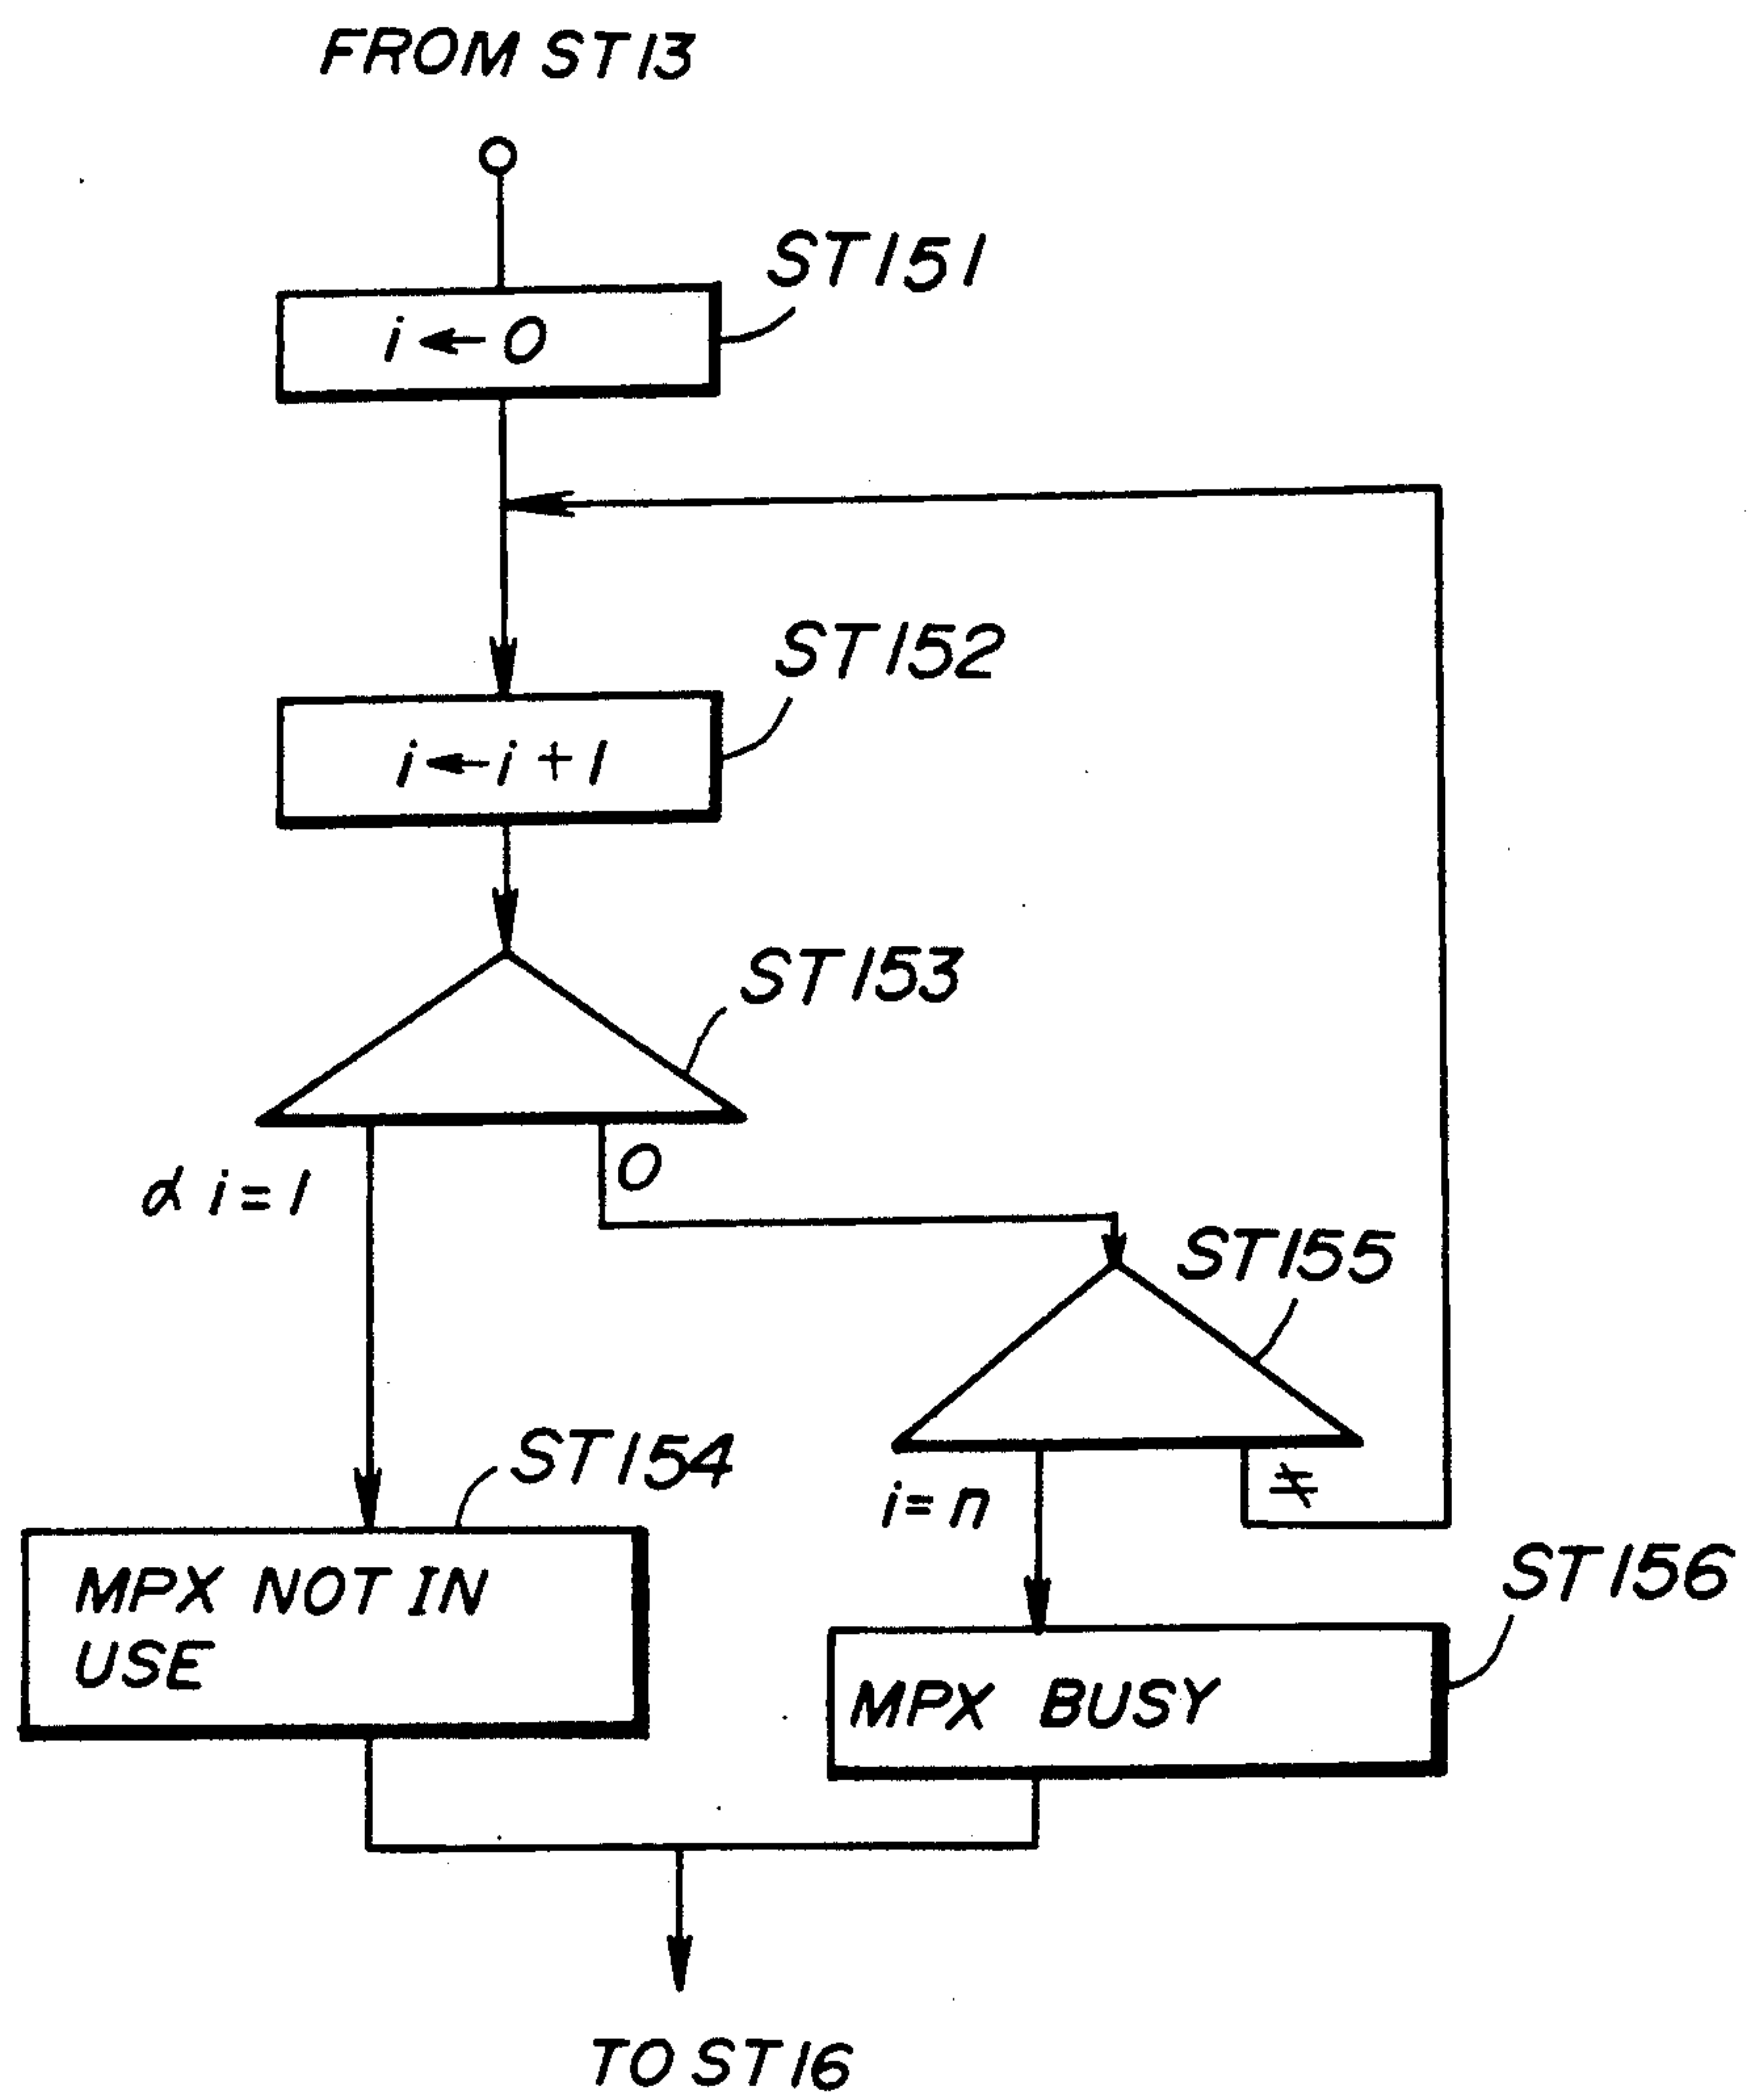 FROM ST13
ST151
i ← 0
ST152
i ← i + 1
ST153
α i = 1
0
ST155
ST154
i = n
≠
MPX NOT IN
USE
ST156
MPX BUSY
TO ST16